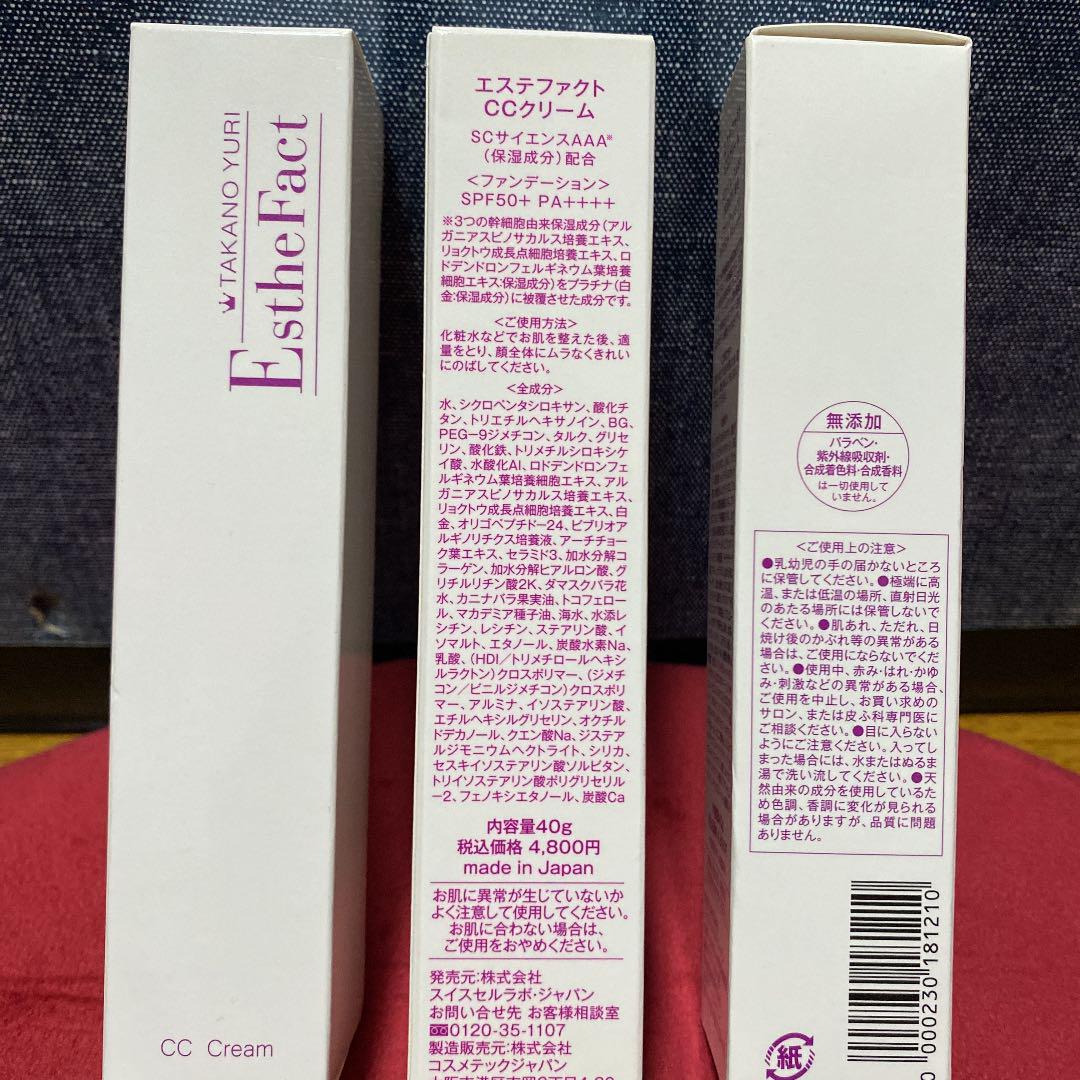 TAKANO YURI
EstheFact
CC Cream
エステファクト
CCクリーム
SCサイエンスAAA※
(保湿成分)配合
<ファンデーション>
SPF50+ PA++++
※3つの幹細胞由来保湿成分(アル
ガニアスピノサカルス培養エキス、
リョクトウ成長点細胞培養エキス、ロ
ドデンドロンフェルギネウム葉培養
細胞エキス:保湿成分)をプラチナ(白
金:保湿成分)に被覆させた成分です。
<ご使用方法>
化粧水などでお肌を整えた後、適
量をとり、顔全体にムラなくきれい
にのばしてください。
<全成分>
水、シクロペンタシロキサン、酸化チ
タン、トリエチルヘキサノイン、BG、
PEG-9ジメチコン、タルク、グリセ
リン、酸化鉄、トリメチルシロキシケ
イ酸、水酸化Al、ロドデンドロンフェ
ルギネウム葉培養細胞エキス、アル
ガニアスピノサカルス培養エキス、
リョクトウ成長点細胞培養エキス、白
金、オリゴペプチド-24、ビブリオア
ルギノリチクス培養液、アーチチョー
ク葉エキス、セラミド3、加水分解コ
ラーゲン、加水分解ヒアルロン酸、グ
リチルリチン酸2K、ダマスクバラ花
水、カニナバラ果実油、トコフェロー
ル、マカデミア種子油、海水、水添レ
シチン、レシチン、ステアリン酸、イ
ソマルト、エタノール、炭酸水素Na、
乳酸、(HDI/トリメチロールヘキシ
ルラクトン)クロスポリマー、(ジメチ
コン/ビニルジメチコン)クロスポリ
マー、アルミナ、イソステアリン酸、
エチルヘキシルグリセリン、オクチル
ドデカノール、クエン酸Na、ジステア
ルジモニウムヘクトライト、シリカ、
セスキイソステアリン酸ソルビタン、
トリイソステアリン酸ポリグリセリル
-2、フェノキシエタノール、炭酸Ca
内容量40g
税込価格 4,800円
made in Japan
お肌に異常が生じていないか
よく注意して使用してください。
お肌に合わない場合は、
ご使用をおやめください。
発売元:株式会社
スイスセルラボ・ジャパン
お問い合せ先 お客様相談室
0120-35-1107
製造販売元:株式会社
コスメテックジャパン
無添加
パラベン・
紫外線吸収剤・
合成着色料・合成香料
は一切使用して
いません。
<ご使用上の注意>
●乳幼児の手の届かないところ
に保管してください。●極端に高
温、または低温の場所、直射日光
のあたる場所には保管しないで
ください。●肌あれ、ただれ、日
焼け後のかぶれ等の異常がある
場合は、ご使用にならないでくだ
さい。●使用中、赤み・はれ・かゆ
み・刺激などの異常がある場合、
ご使用を中止し、お買い求めの
サロン、または皮ふ科専門医に
ご相談ください。●目に入らない
ようにご注意ください。入ってし
まった場合には、水またはぬるま
湯で洗い流してください。●天
然由来の成分を使用しているた
め色調、香調に変化が見られる
場合がありますが、品質に問題
ありません。
0 000230 181210
紙